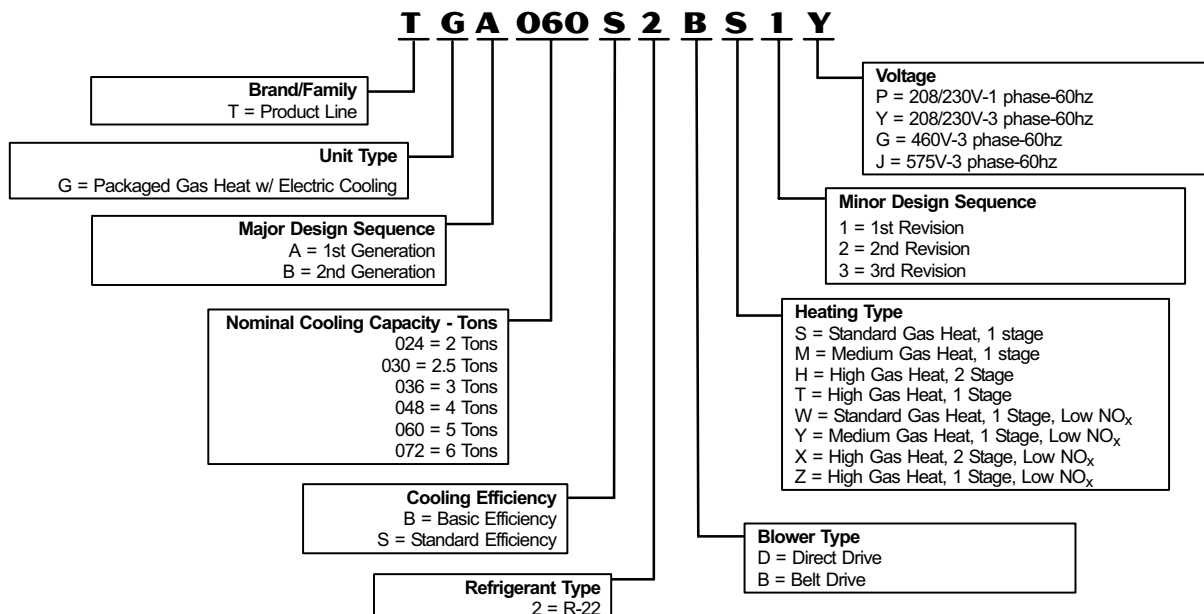 T G A 060 S 2 B S 1 Y
Brand/Family
T = Product Line
Unit Type
G = Packaged Gas Heat w/ Electric Cooling
Major Design Sequence
A = 1st Generation
B = 2nd Generation
Nominal Cooling Capacity - Tons
024 = 2 Tons
030 = 2.5 Tons
036 = 3 Tons
048 = 4 Tons
060 = 5 Tons
072 = 6 Tons
Cooling Efficiency
B = Basic Efficiency
S = Standard Efficiency
Refrigerant Type
2 = R-22
Voltage
P = 208/230V-1 phase-60hz
Y = 208/230V-3 phase-60hz
G = 460V-3 phase-60hz
J = 575V-3 phase-60hz
Minor Design Sequence
1 = 1st Revision
2 = 2nd Revision
3 = 3rd Revision
Heating Type
S = Standard Gas Heat, 1 stage
M = Medium Gas Heat, 1 stage
H = High Gas Heat, 2 Stage
T = High Gas Heat, 1 Stage
W = Standard Gas Heat, 1 Stage, Low NOx
Y = Medium Gas Heat, 1 Stage, Low NOx
X = High Gas Heat, 2 Stage, Low NOx
Z = High Gas Heat, 1 Stage, Low NOx
Blower Type
D = Direct Drive
B = Belt Drive